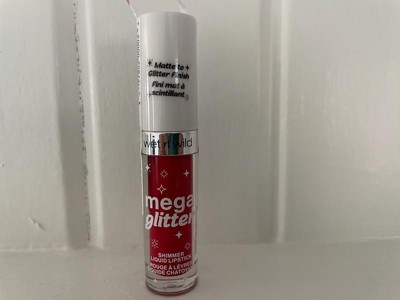 Matte to
Glitter Finish
Fini mat à
scintillant
wet n wild
mega
glitter
SHIMMER
LIQUID LIPSTICK
ROUGE À LÈVRES
LIQUIDE CHATOYANT